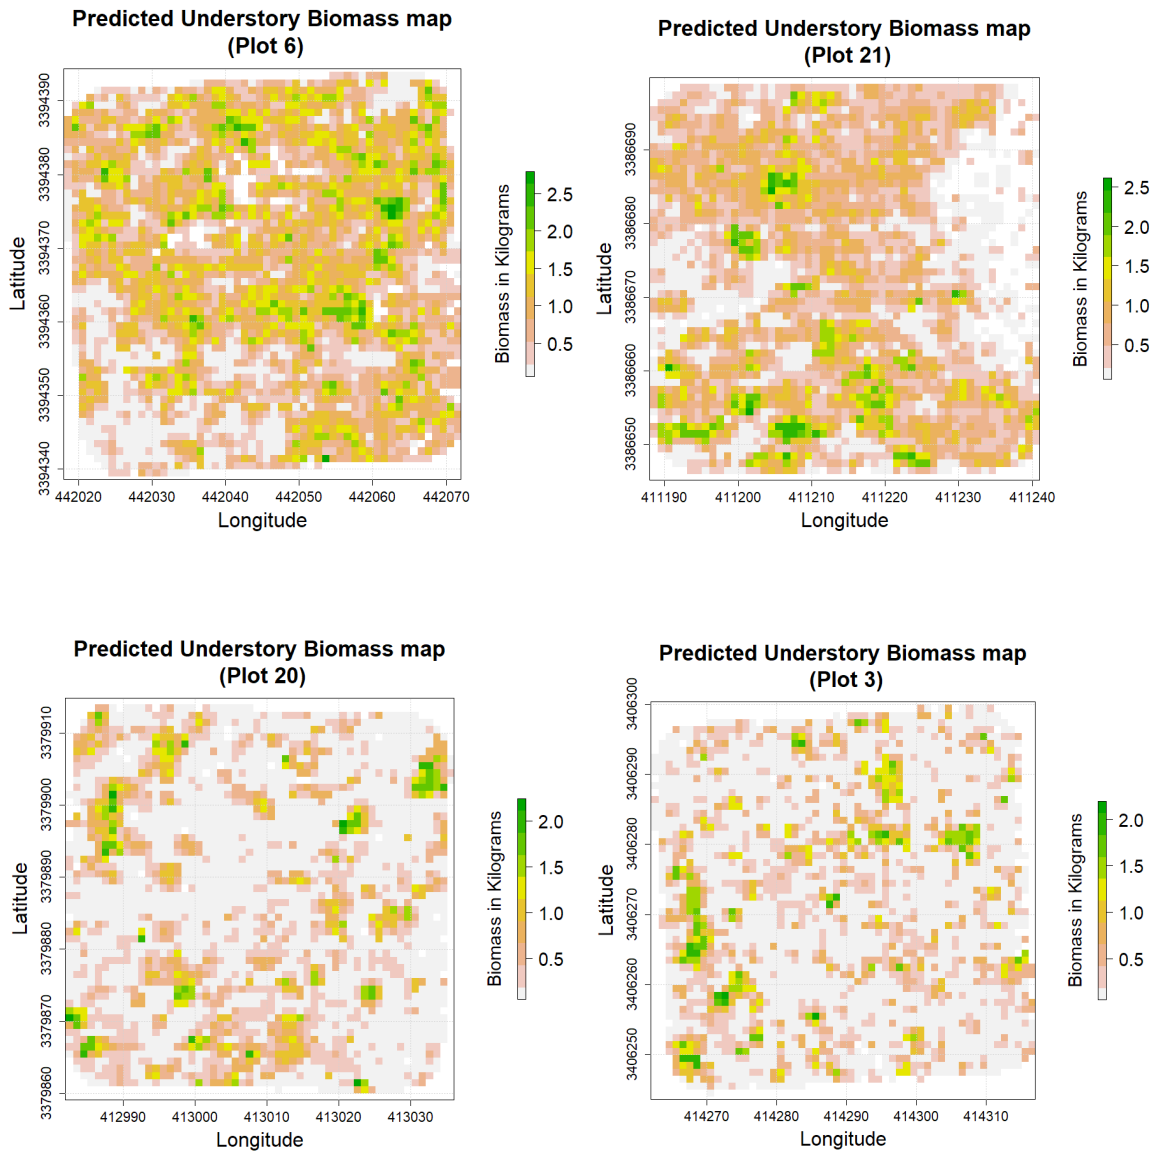 Predicted Understory Biomass map
(Plot 6)
Latitude
3394390
3394380
3394370
3394360
3394350
3394340
442020 442030 442040 442050 442060 442070
Longitude
Biomass in Kilograms
2.5
2.0
1.5
1.0
0.5
Predicted Understory Biomass map
(Plot 21)
Latitude
3386690
3386680
3386670
3386660
3386650
411190 411200 411210 411220 411230 411240
Longitude
Biomass in Kilograms
2.5
2.0
1.5
1.0
0.5
Predicted Understory Biomass map
(Plot 20)
Latitude
3379910
3379900
3379890
3379880
3379870
3379860
412990 413000 413010 413020 413030
Longitude
Biomass in Kilograms
2.0
1.5
1.0
0.5
Predicted Understory Biomass map
(Plot 3)
Latitude
3406300
3406290
3406280
3406270
3406260
3406250
414270 414280 414290 414300 414310
Longitude
Biomass in Kilograms
2.0
1.5
1.0
0.5